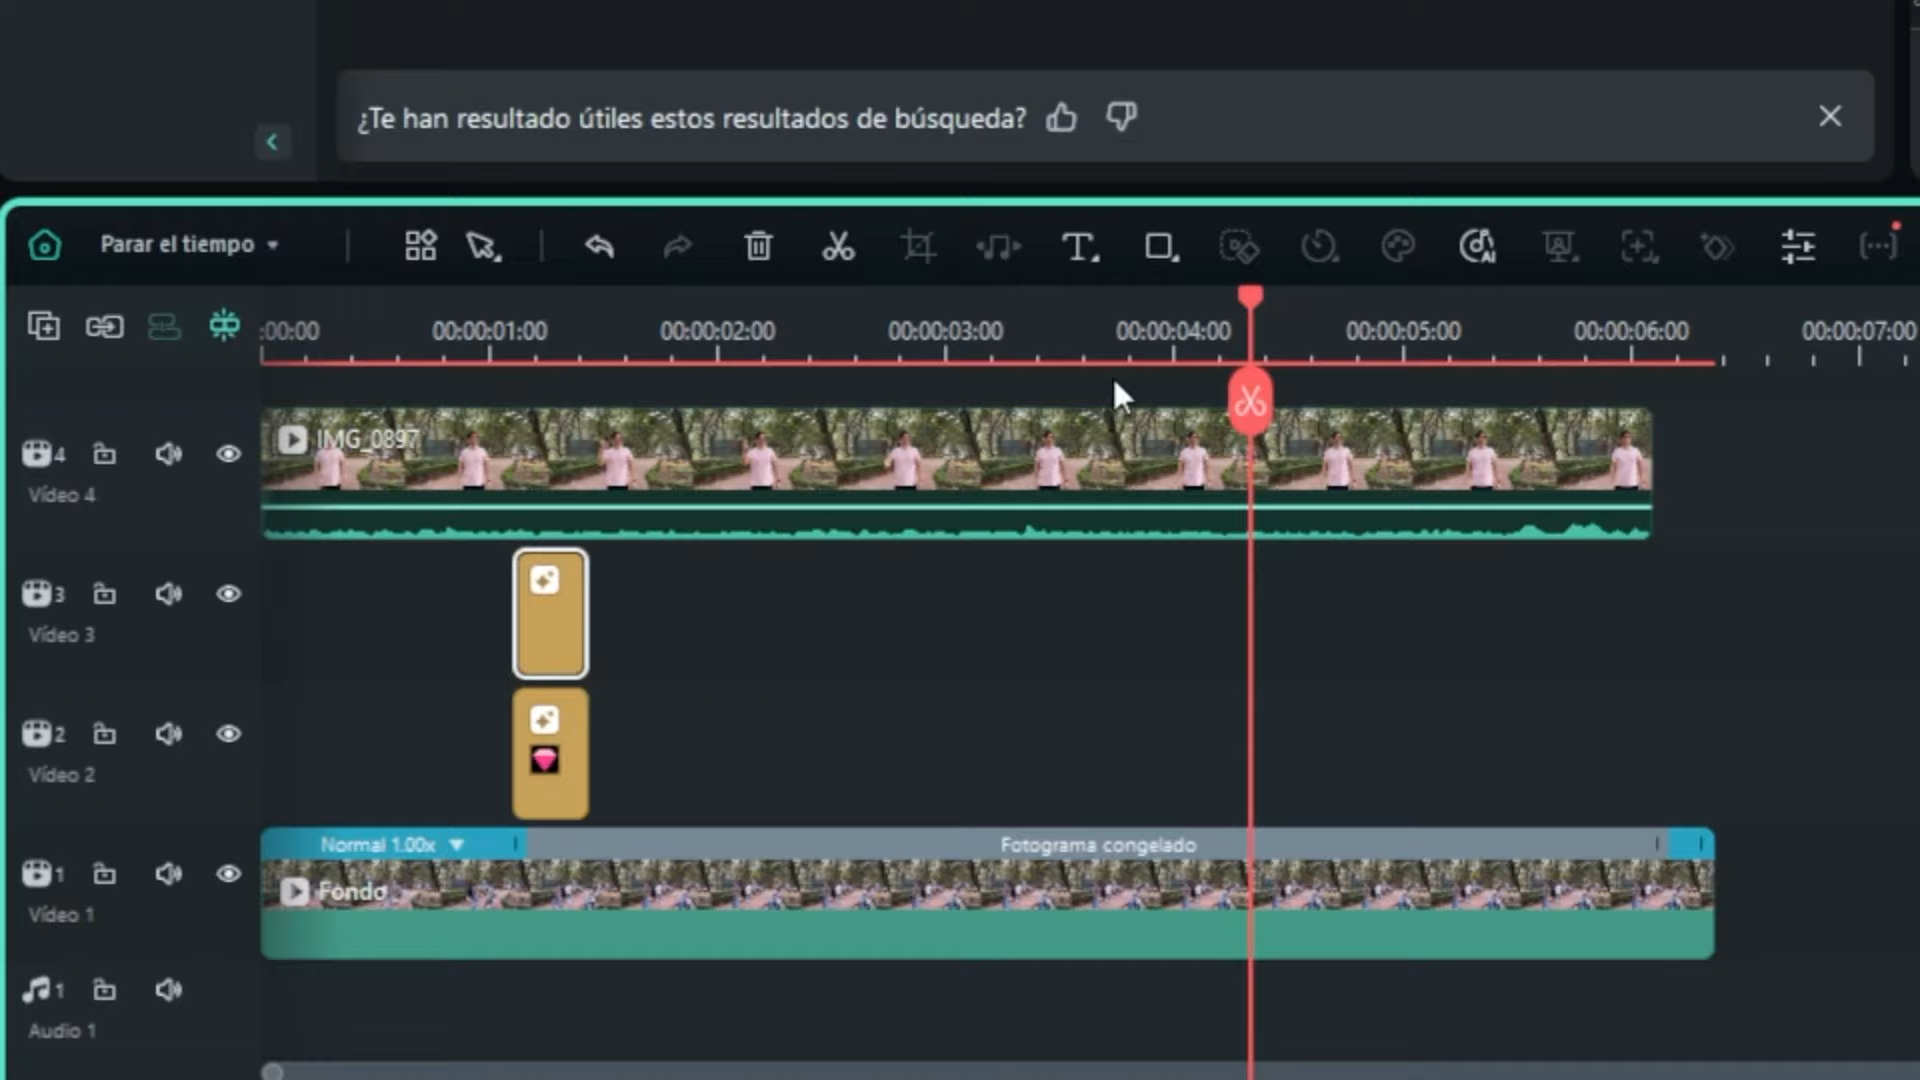 ¿Te han resultado útiles estos resultados de búsqueda?
Parar el tiempo
:00:00 00:00:01:00 00:00:02:00 00:00:03:00 00:00:04:00 00:00:05:00 00:00:06:00 00:00:07:00
4
IMG_0897
Vídeo 4
3
Vídeo 3
2
Vídeo 2
Normal 1.00x Fotograma congelado
1
Fondo
Vídeo 1
1
Audio 1
AI